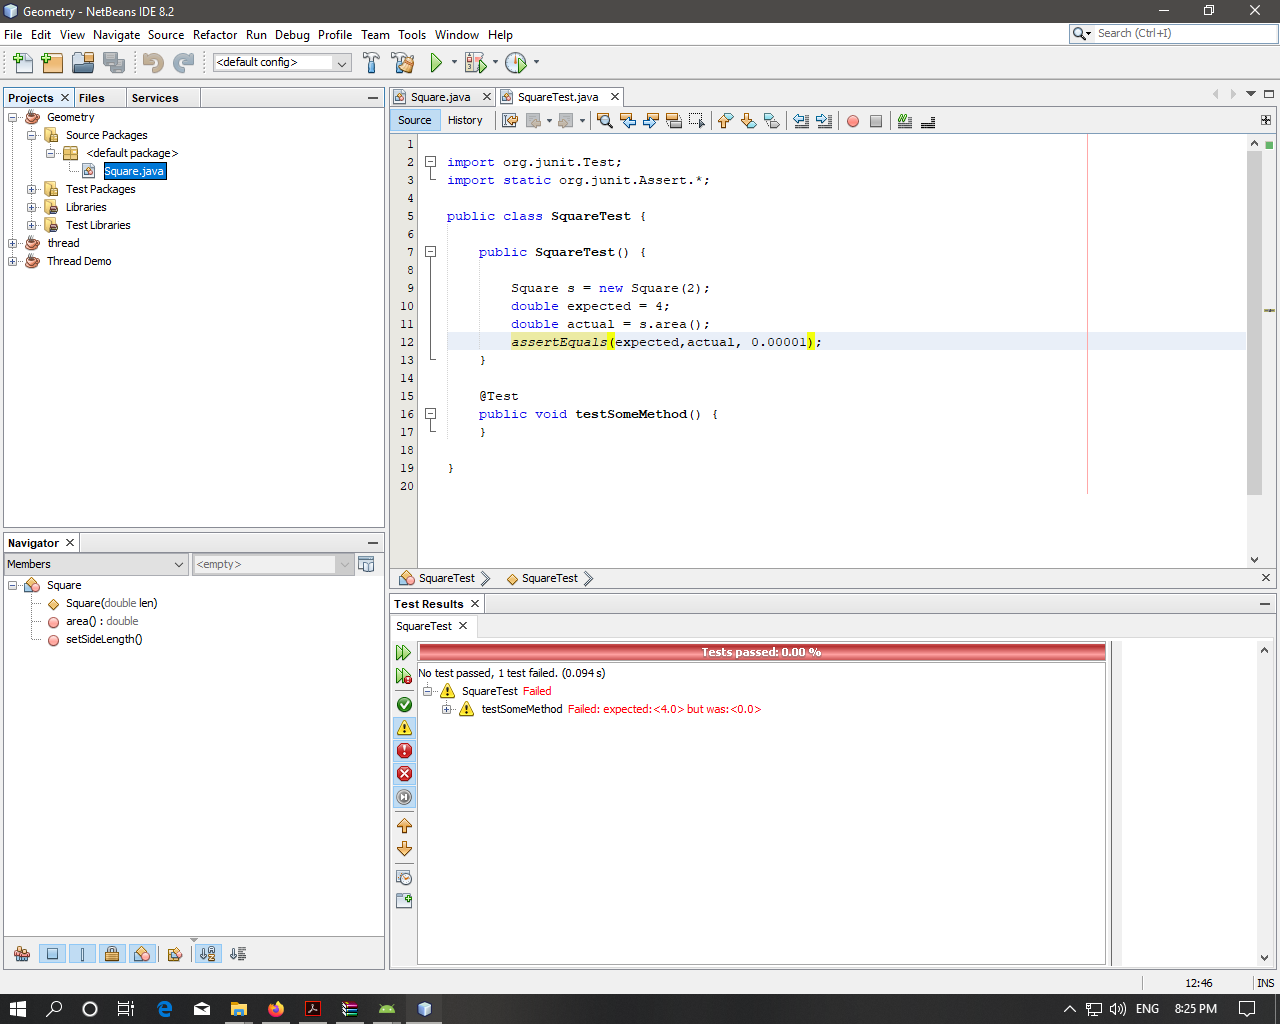 Geometry - NetBeans IDE 8.2
File Edit View Navigate Source Refactor Run Debug Profile Team Tools Window Help
Search (Ctrl+I)
<default config>
Projects Files Services
Geometry
Source Packages
<default package>
Square.java
Test Packages
Libraries
Test Libraries
thread
Thread Demo
Navigator
Members
<empty>
Square
Square(double len)
area() : double
setSideLength()
Square.java SquareTest.java
Source History
1
2 import org.junit.Test;
3 import static org.junit.Assert.*;
4
5 public class SquareTest {
6
7 public SquareTest() {
8
9 Square s = new Square(2);
10 double expected = 4;
11 double actual = s.area();
12 assertEquals(expected,actual, 0.00001);
13 }
14
15 @Test
16 public void testSomeMethod() {
17 }
18
19 }
20
SquareTest SquareTest
Test Results
SquareTest
Tests passed: 0.00 %
No test passed, 1 test failed. (0.094 s)
SquareTest Failed
testSomeMethod Failed: expected:<4.0> but was:<0.0>
12:46 INS
ENG 8:25 PM